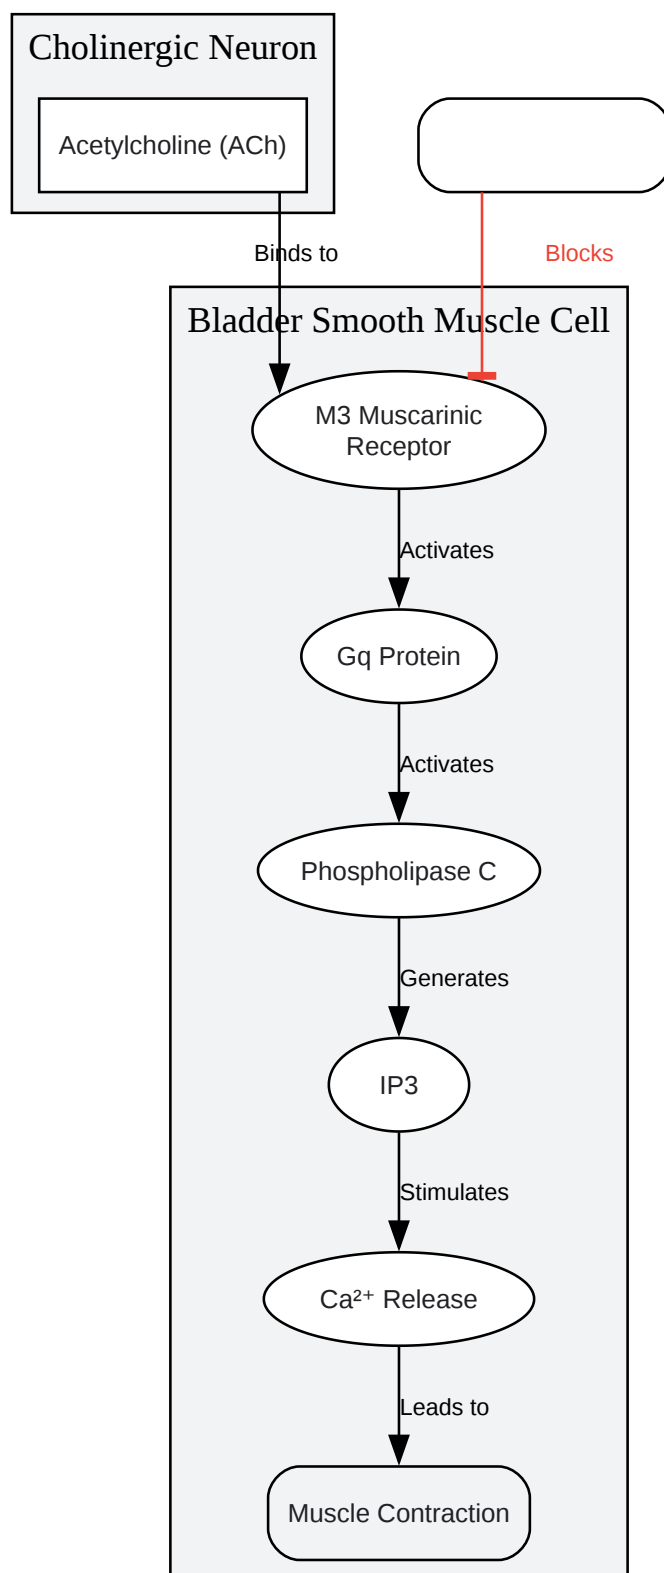 Cholinergic Neuron
Acetylcholine (ACh)
Binds to
Blocks
Bladder Smooth Muscle Cell
M3 Muscarinic
Receptor
Activates
Gq Protein
Activates
Phospholipase C
Generates
IP3
Stimulates
Ca²⁺ Release
Leads to
Muscle Contraction